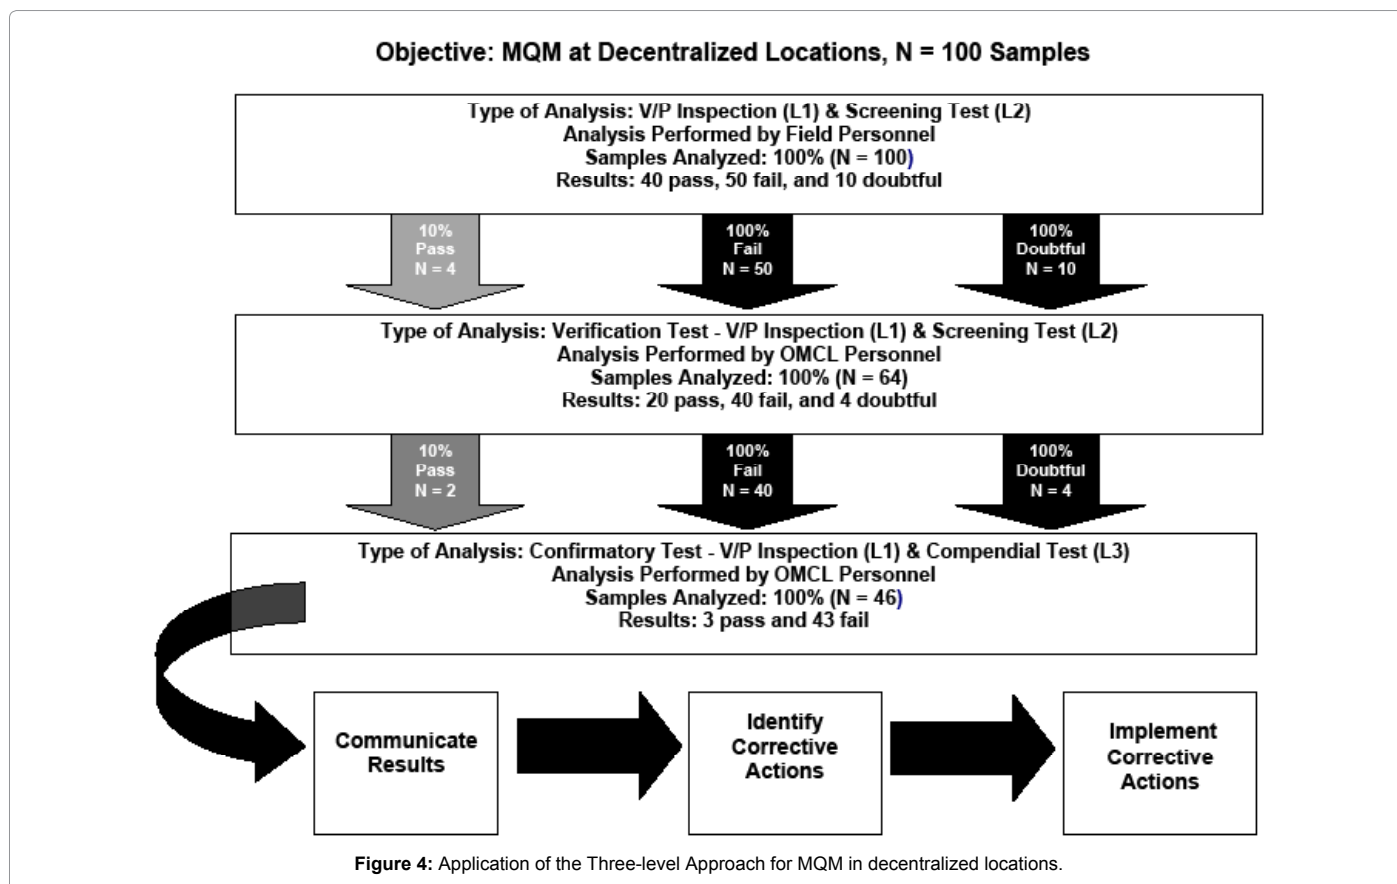 Objective: MQM at Decentralized Locations, N = 100 Samples
Type of Analysis: V/P Inspection (L1) & Screening Test (L2)
Analysis Performed by Field Personnel
Samples Analyzed: 100% (N = 100)
Results: 40 pass, 50 fail, and 10 doubtful
10%
Pass
N = 4
100%
Fail
N = 50
100%
Doubtful
N = 10
Type of Analysis: Verification Test - V/P Inspection (L1) & Screening Test (L2)
Analysis Performed by OMCL Personnel
Samples Analyzed: 100% (N = 64)
Results: 20 pass, 40 fail, and 4 doubtful
10%
Pass
N = 2
100%
Fail
N = 40
100%
Doubtful
N = 4
Type of Analysis: Confirmatory Test - V/P Inspection (L1) & Compendial Test (L3)
Analysis Performed by OMCL Personnel
Samples Analyzed: 100% (N = 46)
Results: 3 pass and 43 fail
Communicate
Results
Identify
Corrective
Actions
Implement
Corrective
Actions
Figure 4: Application of the Three-level Approach for MQM in decentralized locations.